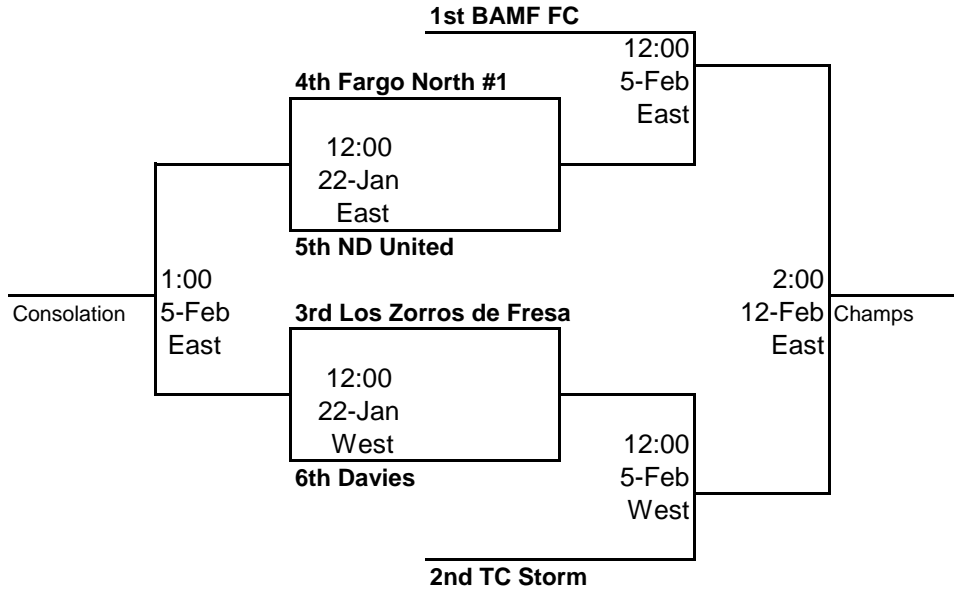 1st BAMF FC
12:00
5-Feb
East
4th Fargo North #1
12:00
22-Jan
East
5th ND United
1:00
5-Feb
East
Consolation
2:00
12-Feb
East
Champs
3rd Los Zorros de Fresa
12:00
22-Jan
West
6th Davies
12:00
5-Feb
West
2nd TC Storm